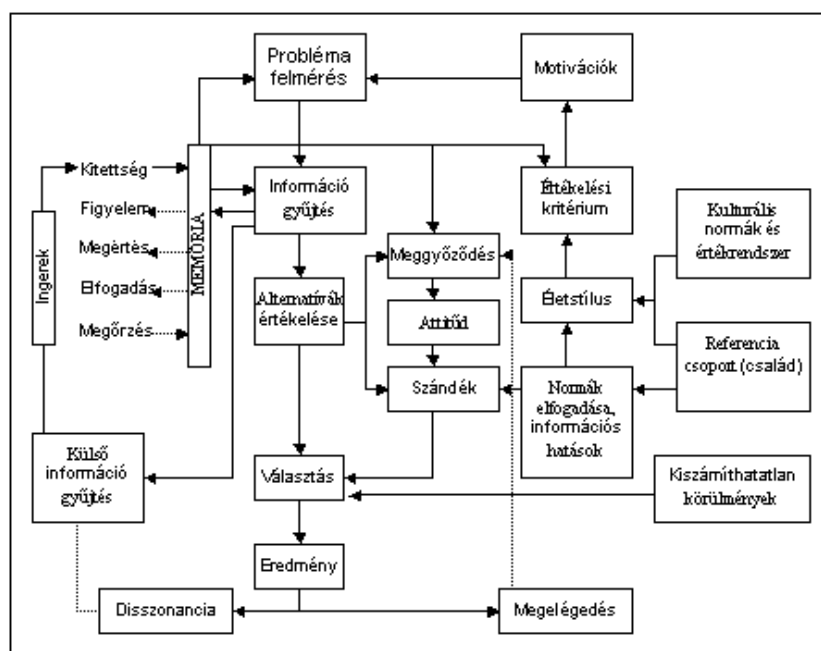 Probléma
felmérés
Motivációk
Kitettség
Figyelem
Megértés
Elfogadás
Megőrzés
Ingerek
MEMÓRIA
Információ
gyűjtés
Értékelési
kritérium
Kulturális
normák és
értékrendszer
Meggyőződés
Alternatívák
értékelése
Attitűd
Életstílus
Referencia
csoport (család)
Szándék
Normák
elfogadása,
információs
hatások
Külső
információ
gyűjtés
Választás
Kiszámíthatatlan
körülmények
Eredmény
Disszonancia
Megelégedés